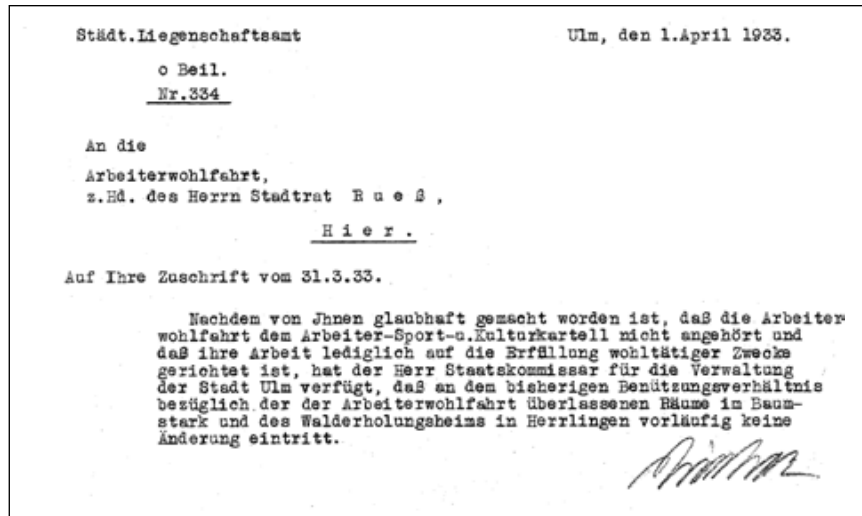 Städt.Liegenschaftsamt Ulm, den 1.April 1933.
o Beil.
Nr.334
An die
Arbeiterwohlfahrt,
z.Hd. des Herrn Stadtrat R u e ß ,
H i e r .
Auf Ihre Zuschrift vom 31.3.33.
Nachdem von Jhnen glaubhaft gemacht worden ist, daß die Arbeiter-
wohlfahrt dem Arbeiter-Sport-u.Kulturkartell nicht angehört und
daß ihre Arbeit lediglich auf die Erfüllung wohltätiger Zwecke
gerichtet ist, hat der Herr Staatskommissar für die Verwaltung
der Stadt Ulm verfügt, daß an dem bisherigen Benützungsverhältnis
bezüglich der der Arbeiterwohlfahrt überlassenen Räume im Baum-
stark und des Walderholungsheims in Herrlingen vorläufig keine
Änderung eintritt.